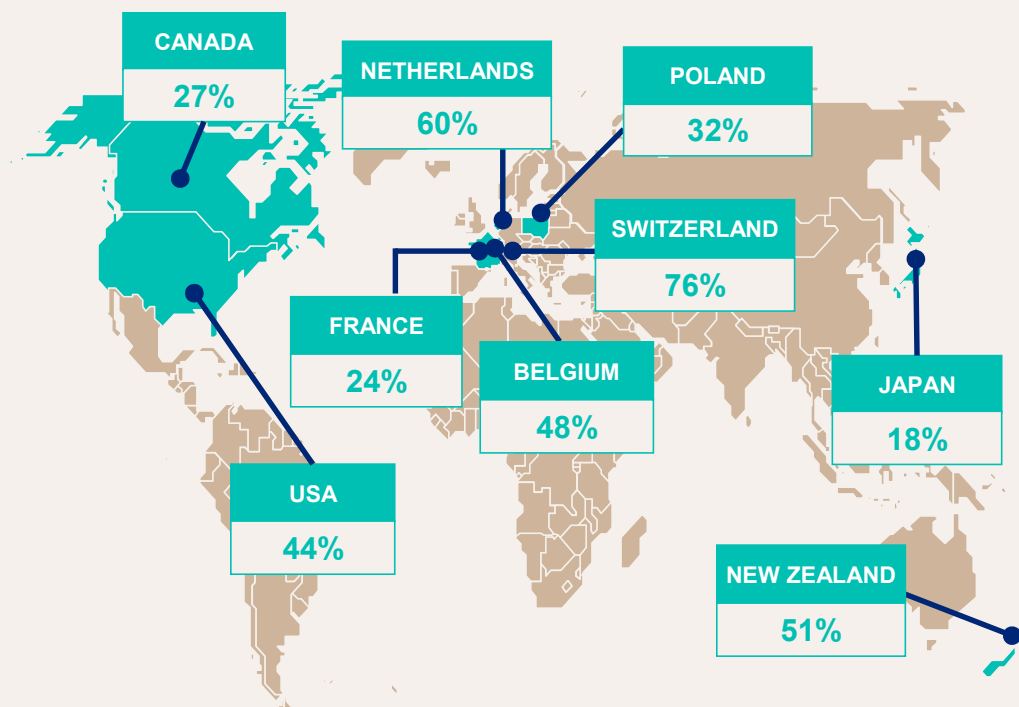 CANADA
27%
NETHERLANDS
60%
POLAND
32%
SWITZERLAND
76%
FRANCE
24%
BELGIUM
48%
JAPAN
18%
USA
44%
NEW ZEALAND
51%